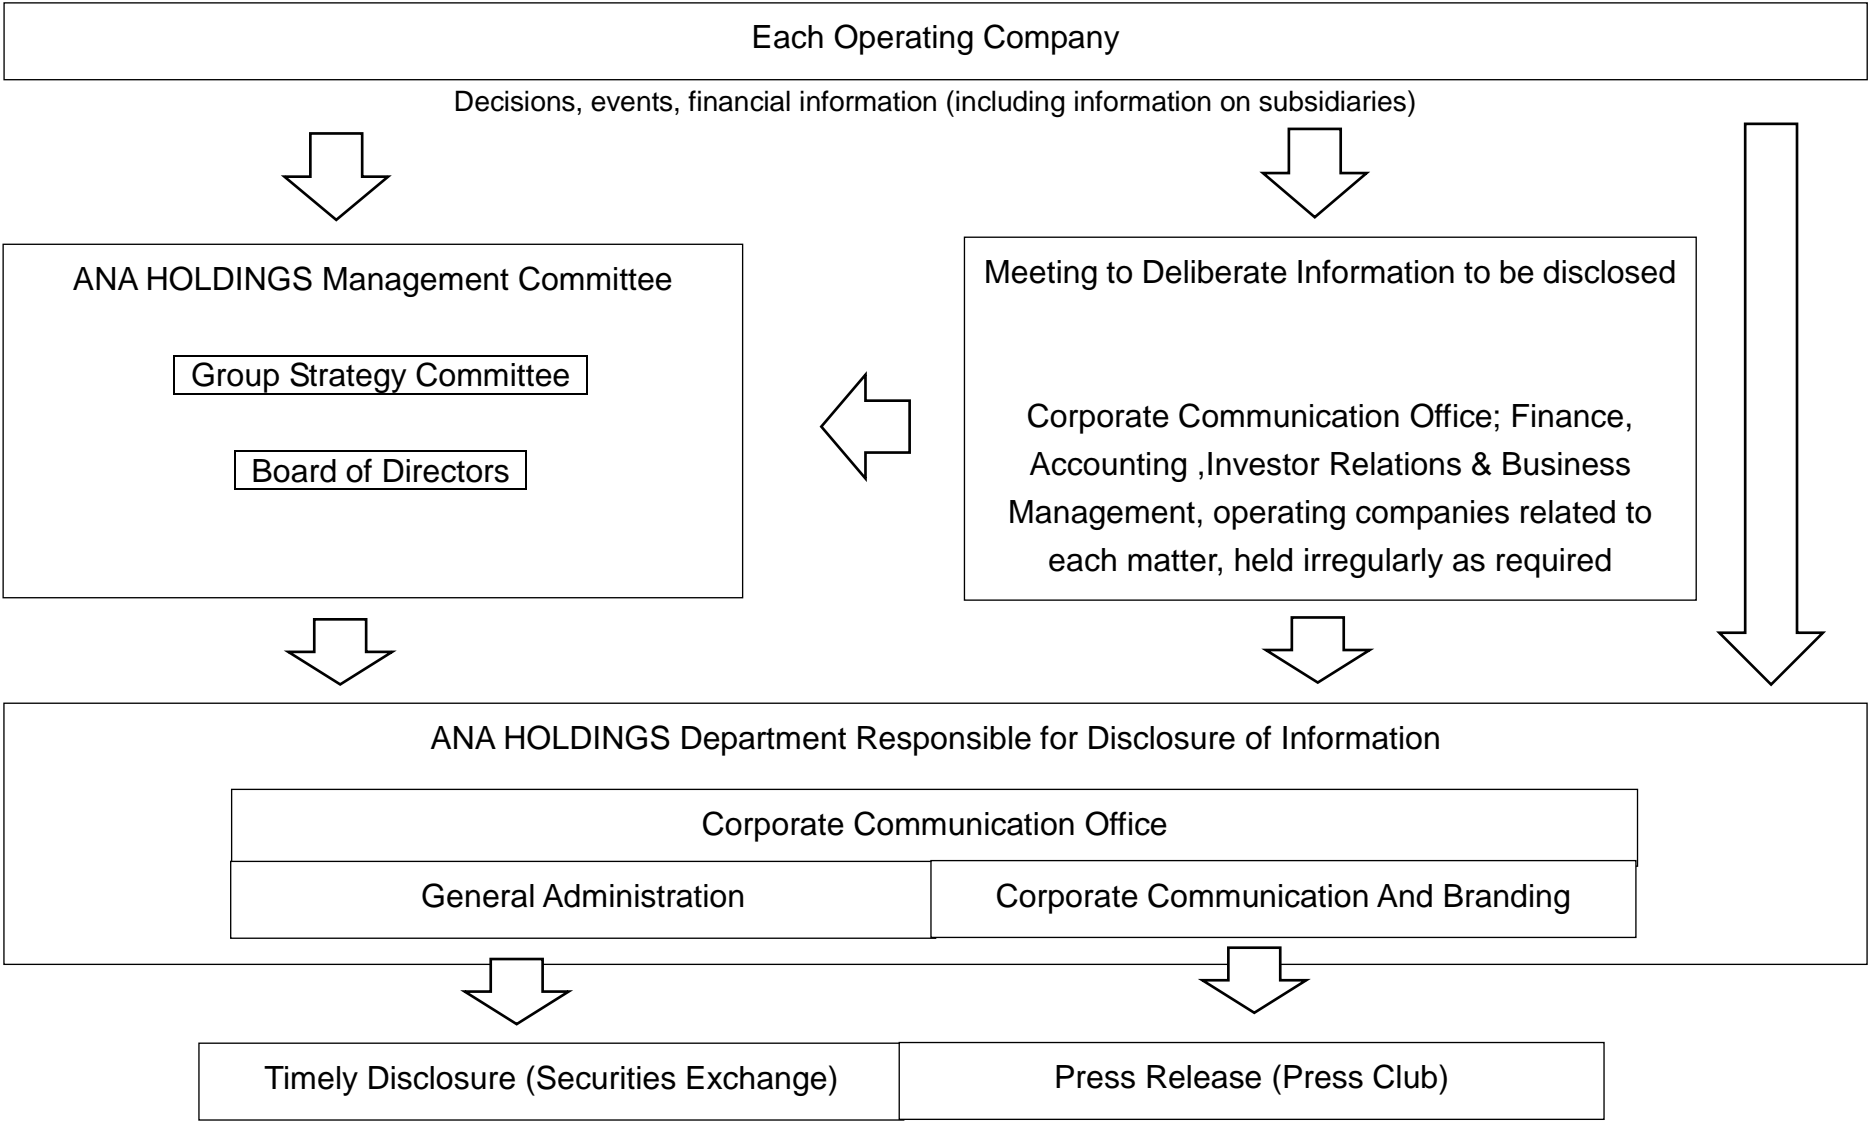 Each Operating Company
Decisions, events, financial information (including information on subsidiaries)
ANA HOLDINGS Management Committee
Group Strategy Committee
Board of Directors
Meeting to Deliberate Information to be disclosed
Corporate Communication Office; Finance,
Accounting ,Investor Relations & Business
Management, operating companies related to
each matter, held irregularly as required
ANA HOLDINGS Department Responsible for Disclosure of Information
Corporate Communication Office
General Administration
Corporate Communication And Branding
Timely Disclosure (Securities Exchange)
Press Release (Press Club)